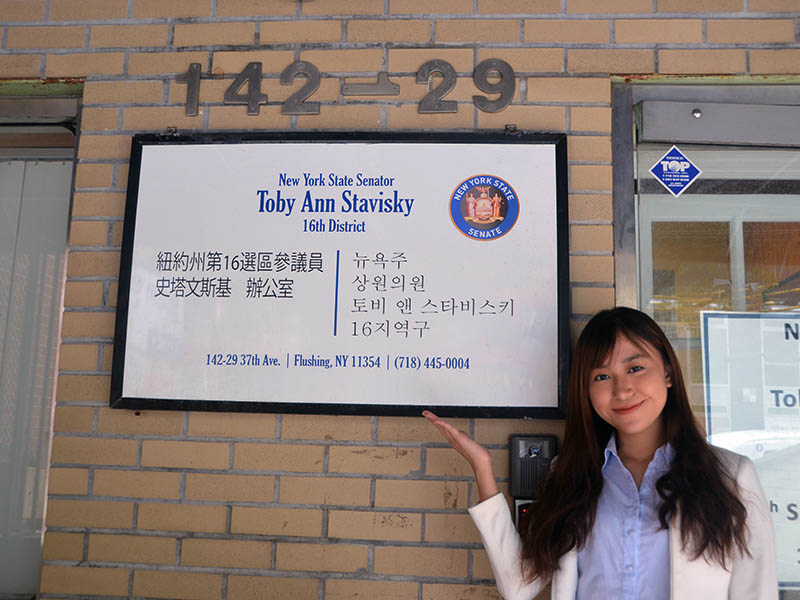 142-29
New York State Senator
Toby Ann Stavisky
16th District
NEW YORK STATE
SENATE
紐約州第16選區參議員
史塔文斯基 辦公室
뉴욕주
상원의원
토비 앤 스타비스키
16지역구
142-29 37th Ave. | Flushing, NY 11354 | (718) 445-0004
TOP
N
Tol
h S